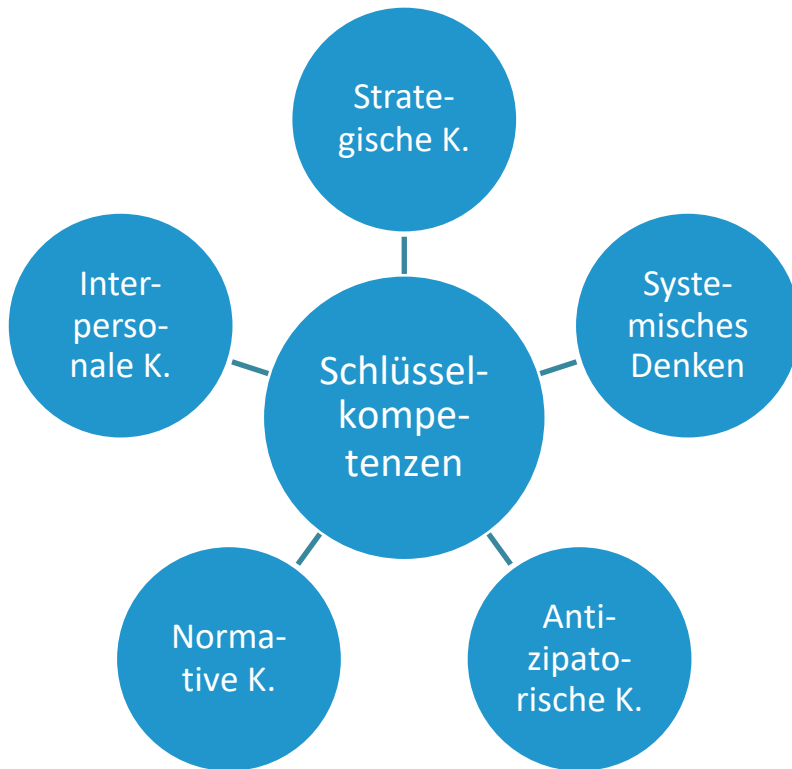 Strate-
gische K.
Inter-
perso-
nale K.
Syste-
misches
Denken
Schlüssel-
kompe-
tenzen
Norma-
tive K.
Anti-
zipato-
rische K.